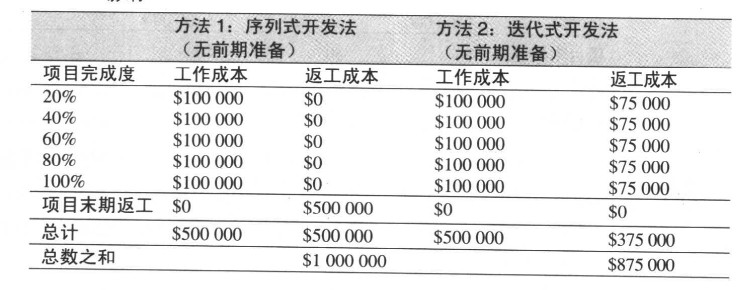 方法1：序列式开发法 方法2：迭代式开发法
（无前期准备） （无前期准备）
项目完成度 工作成本 返工成本 工作成本 返工成本
20% $100 000 $0 $100 000 $75 000
40% $100 000 $0 $100 000 $75 000
60% $100 000 $0 $100 000 $75 000
80% $100 000 $0 $100 000 $75 000
100% $100 000 $0 $100 000 $75 000
项目末期返工 $0 $500 000 $0 $0
总计 $500 000 $500 000 $500 000 $375 000
总数之和 $1 000 000 $875 000